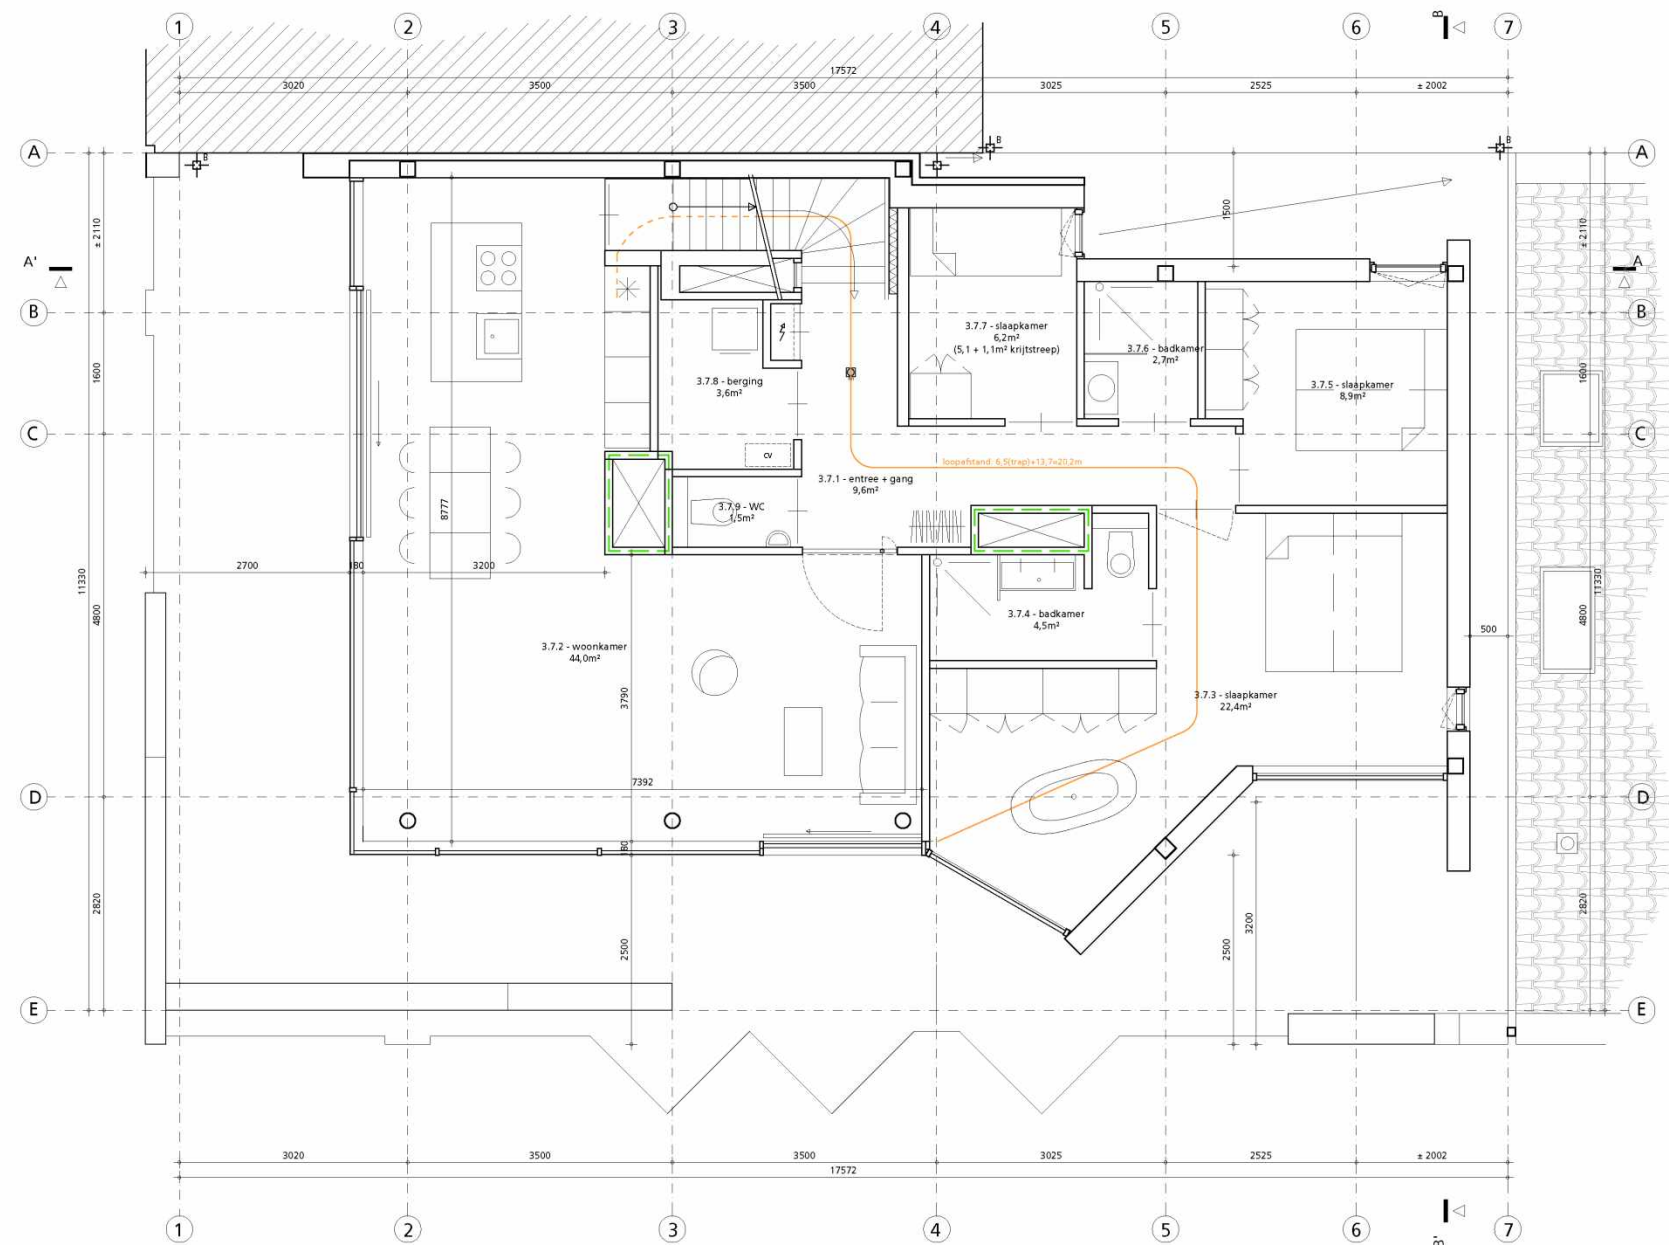 1 2 3 4 5 6 7
B
17572
3020 3500 3500 3025 2525 ± 2002
A A
B B B
± 2110 1500 ± 2110
A' A
B B
3.7.7 - slaapkamer
6,2m²
(5,1 + 1,1m² krijtstreep)
3.7.6 - badkamer
2,7m²
1600 1600
3.7.8 - berging
3,6m²
3.7.5 - slaapkamer
8,9m²
C C
cv
loopafstand: 6,5(trap)+13,7=20,2m
3.7.1 - entree + gang
9,6m²
3.7.9 - WC
1,5m²
8777
2700 180 3200
11330 11330
4800 4800
3.7.4 - badkamer
4,5m²
500
3.7.2 - woonkamer
44,0m²
3790
3.7.3 - slaapkamer
22,4m²
7392
D D
180
2820 2820
2500 2500 3200
E E
3020 3500 3500 3025 2525 ± 2002
17572
1 2 3 4 5 6 7
B'